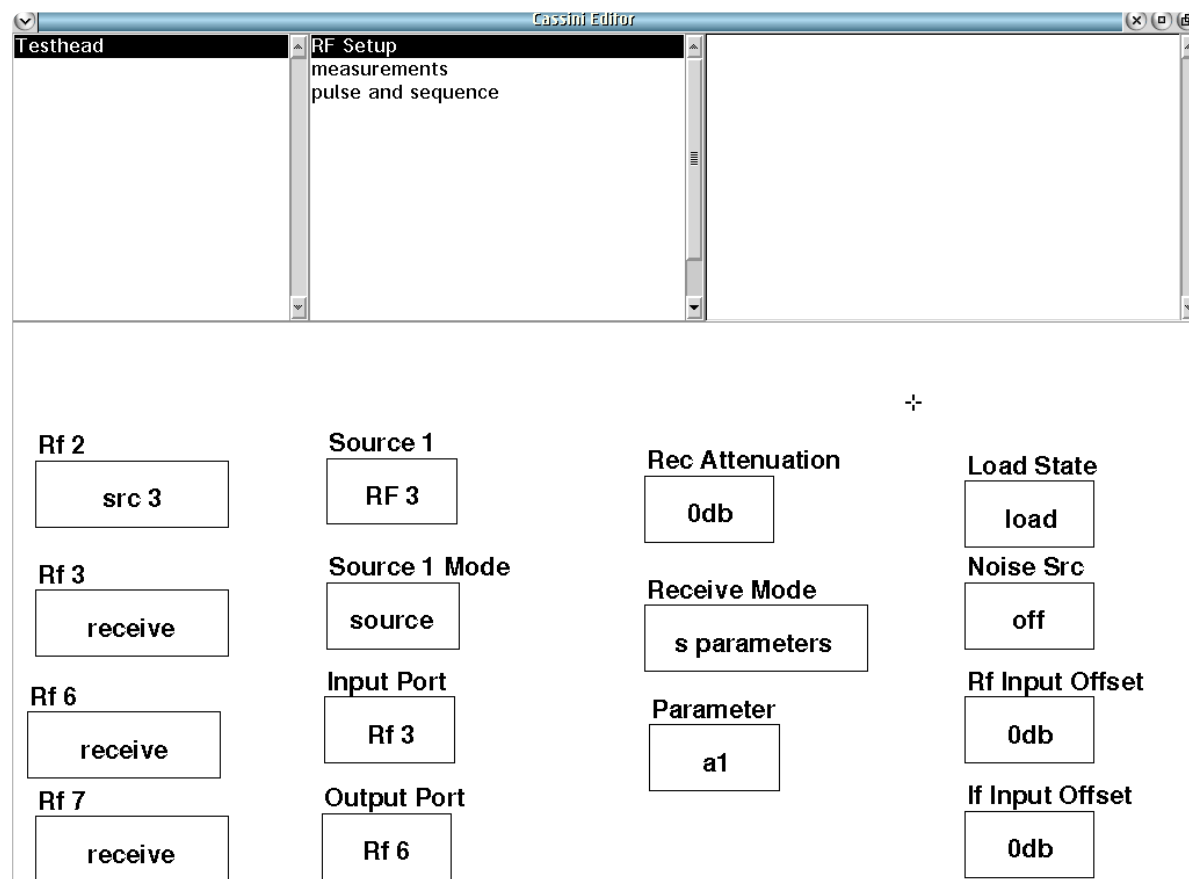 Cassini Editor
Testhead
RF Setup
measurements
pulse and sequence
Rf 2
src 3
Rf 3
receive
Rf 6
receive
Rf 7
receive
Source 1
RF 3
Source 1 Mode
source
Input Port
Rf 3
Output Port
Rf 6
Rec Attenuation
0db
Receive Mode
s parameters
Parameter
a1
Load State
load
Noise Src
off
Rf Input Offset
0db
If Input Offset
0db